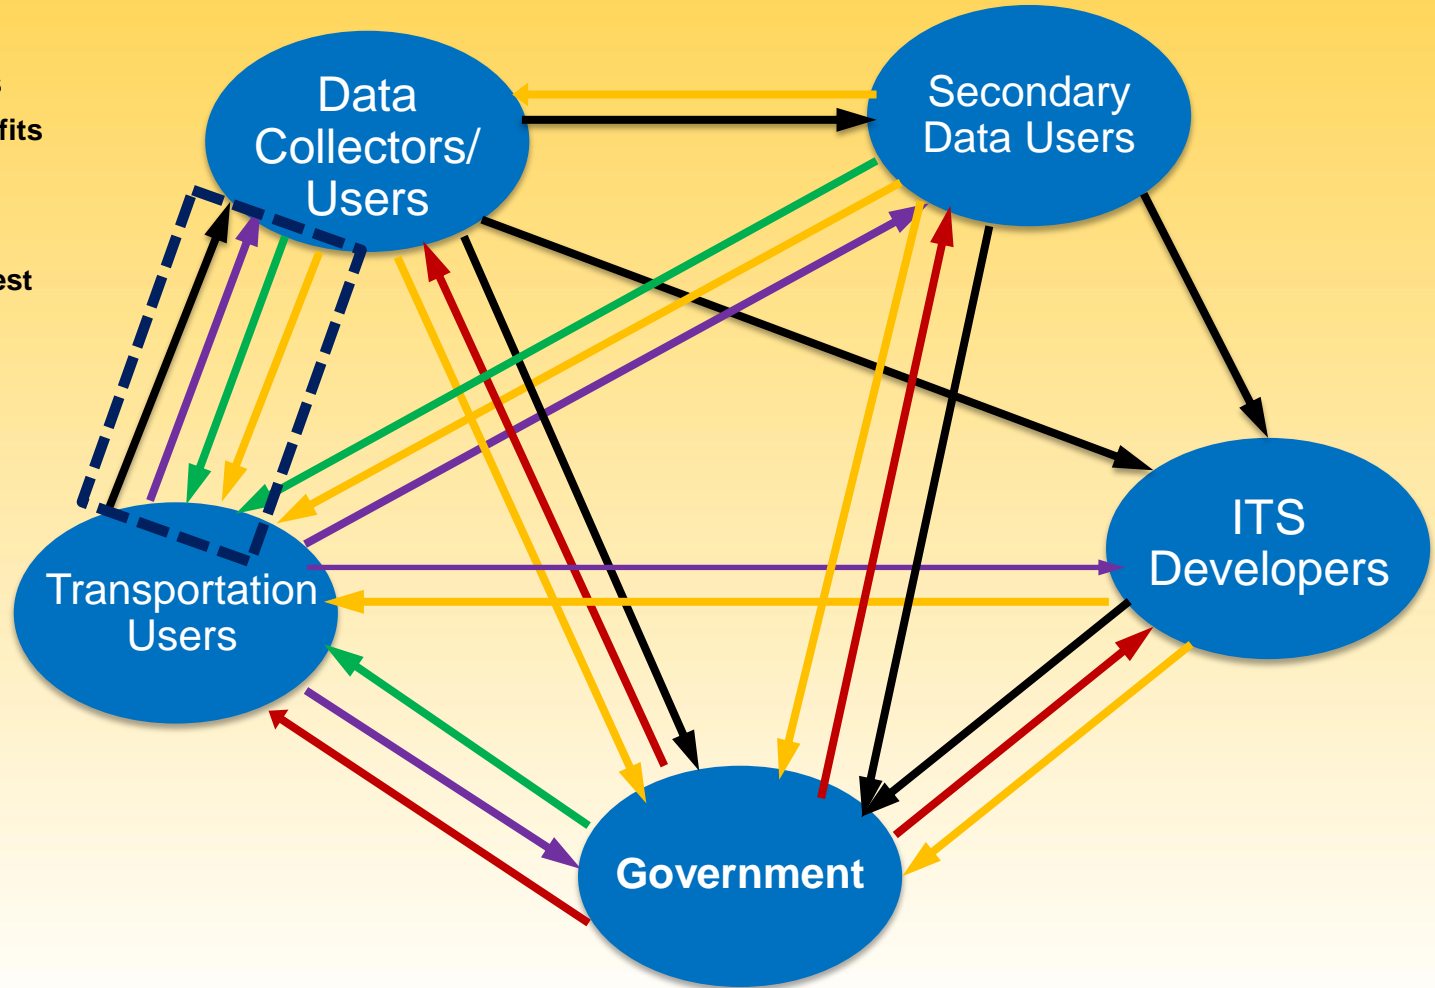 fits
est
Data
Collectors/
Users
Secondary
Data Users
ITS
Developers
Transportation
Users
Government